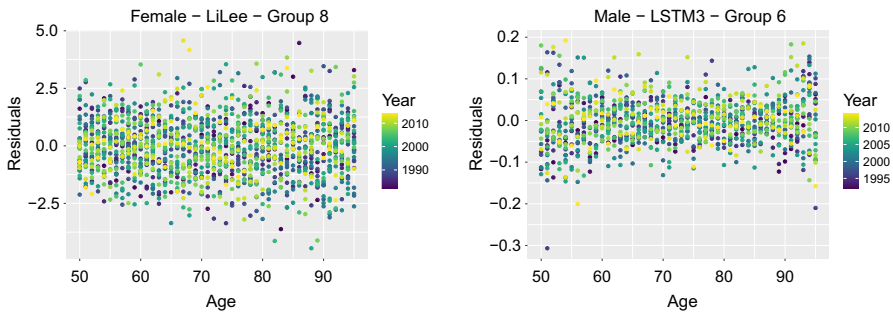 Female − LiLee − Group 8
5.0
2.5
0.0
−2.5
Residuals
50 60 70 80 90
Age
Year
2010
2000
1990
Male − LSTM3 − Group 6
0.2
0.1
0.0
−0.1
−0.2
−0.3
Residuals
50 60 70 80 90
Age
Year
2010
2005
2000
1995